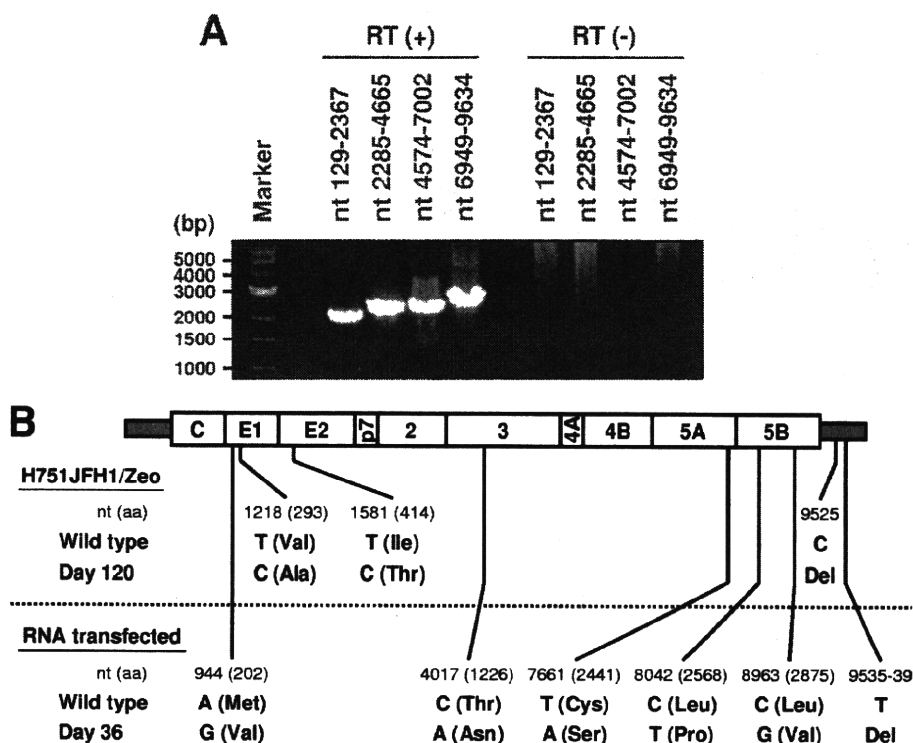 A
RT (+) RT (-)
Marker nt 129-2367 nt 2285-4665 nt 4574-7002 nt 6949-9634 nt 129-2367 nt 2285-4665 nt 4574-7002 nt 6949-9634
(bp)
5000
4000
3000
2000
1500
1000
B
C E1 E2 p7 2 3 4A 4B 5A 5B
H751JFH1/Zeo
nt (aa) 1218 (293) 1581 (414) 9525
Wild type T (Val) T (Ile) C
Day 120 C (Ala) C (Thr) Del
RNA transfected
nt (aa) 944 (202) 4017 (1226) 7661 (2441) 8042 (2568) 8963 (2875) 9535-39
Wild type A (Met) C (Thr) T (Cys) C (Leu) C (Leu) T
Day 36 G (Val) A (Asn) A (Ser) T (Pro) G (Val) Del